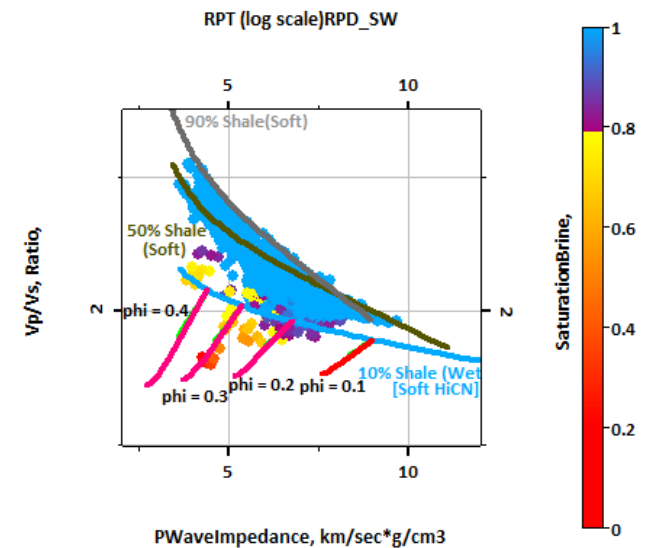 RPT (log scale)RPD_SW
5 10
90% Shale(Soft)
50% Shale
(Soft)
2 2
phi = 0.4
phi = 0.3
phi = 0.2
phi = 0.1
10% Shale (Wet
[Soft HiCN]
5 10
PWaveImpedance, km/sec*g/cm3
Vp/Vs, Ratio,
SaturationBrine,
1
0.8
0.6
0.4
0.2
0